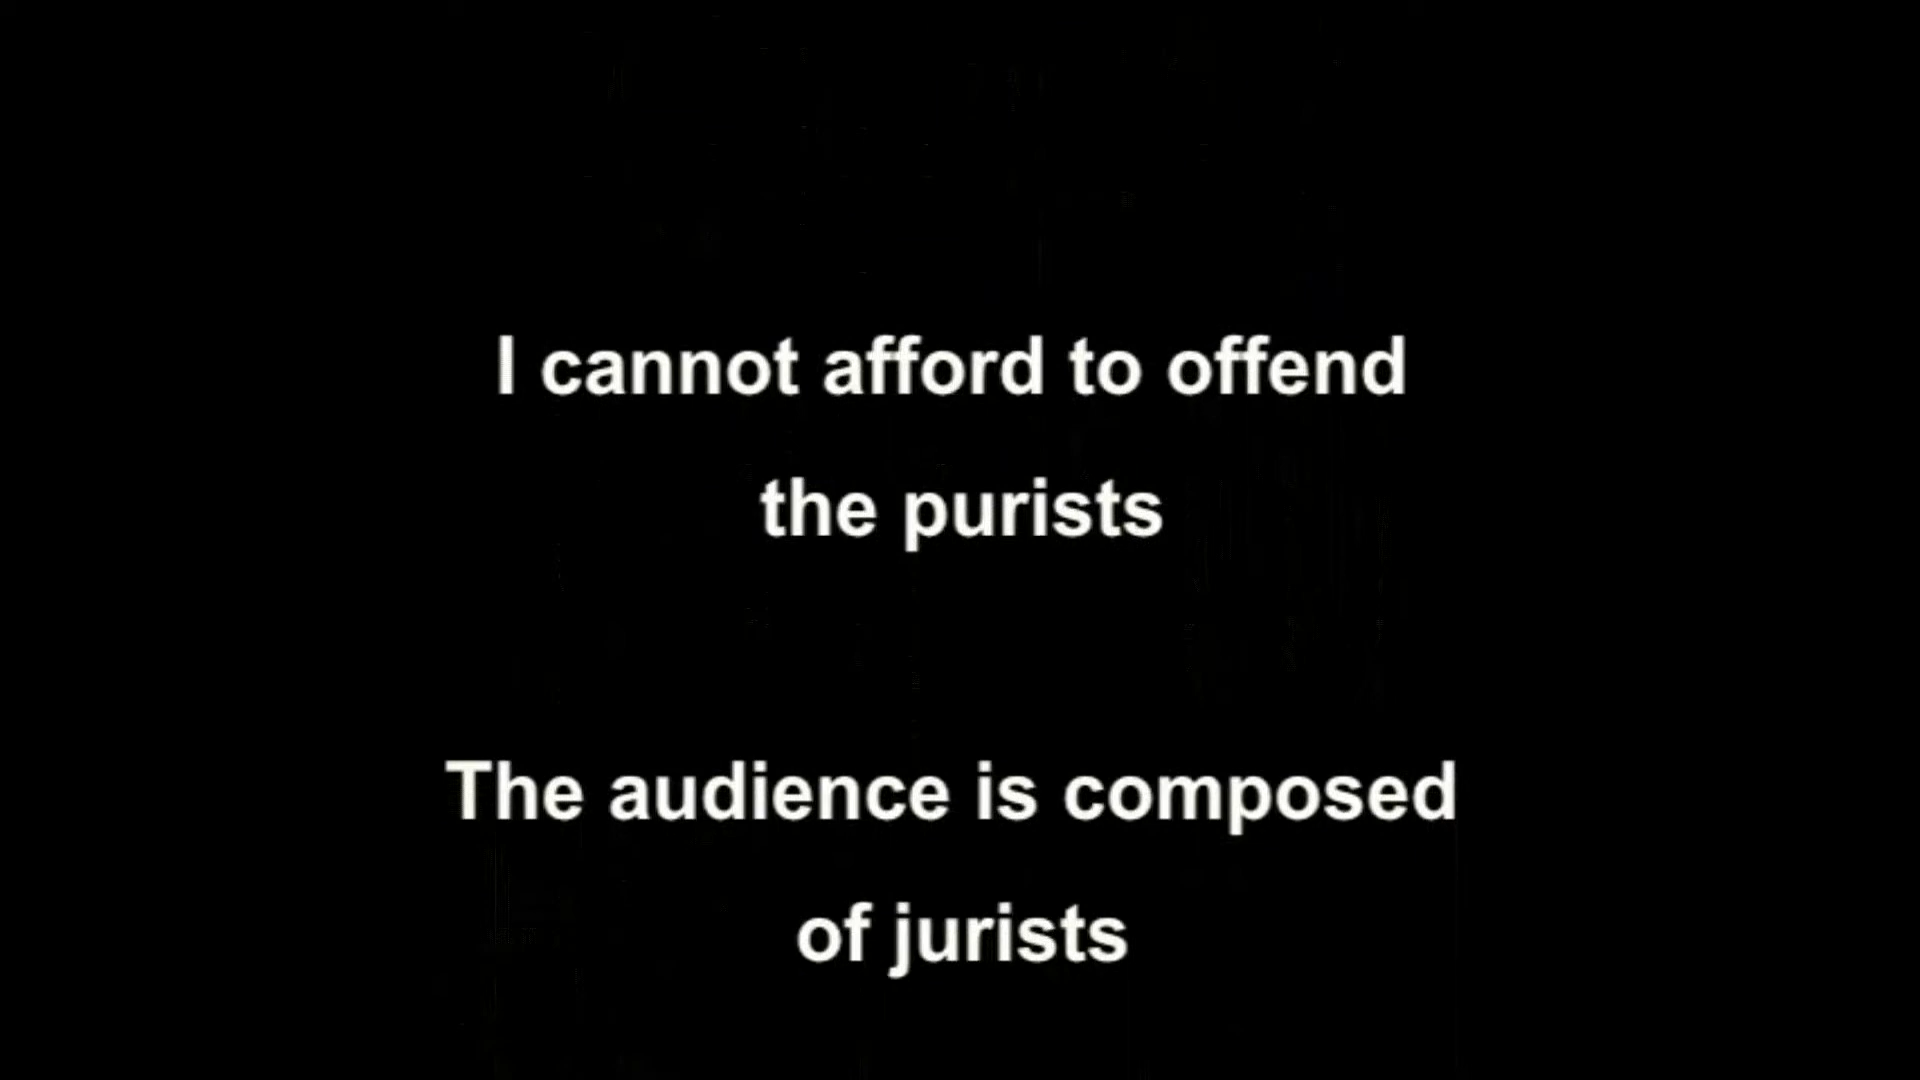 I cannot afford to offend
the purists
The audience is composed
of jurists